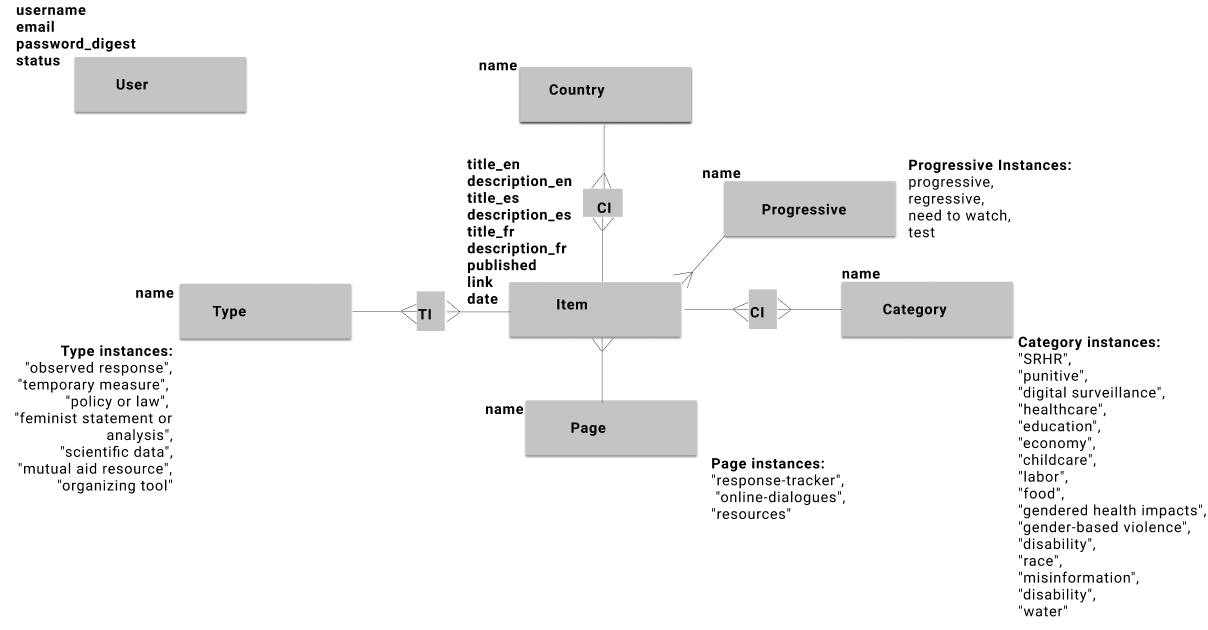 username
email
password_digest
status
User
name
Country
title_en
description_en
title_es
description_es
title_fr
description_fr
published
link
date
CI
name
Progressive
Progressive Instances:
progressive,
regressive,
need to watch,
test
name
Type
TI
Item
CI
name
Category
Type instances:
"observed response",
"temporary measure",
"policy or law",
"feminist statement or
analysis",
"scientific data",
"mutual aid resource",
"organizing tool"
name
Page
Page instances:
"response-tracker",
"online-dialogues",
"resources"
Category instances:
"SRHR",
"punitive",
"digital surveillance",
"healthcare",
"education",
"economy",
"childcare",
"labor",
"food",
"gendered health impacts",
"gender-based violence",
"disability",
"race",
"misinformation",
"disability",
"water"